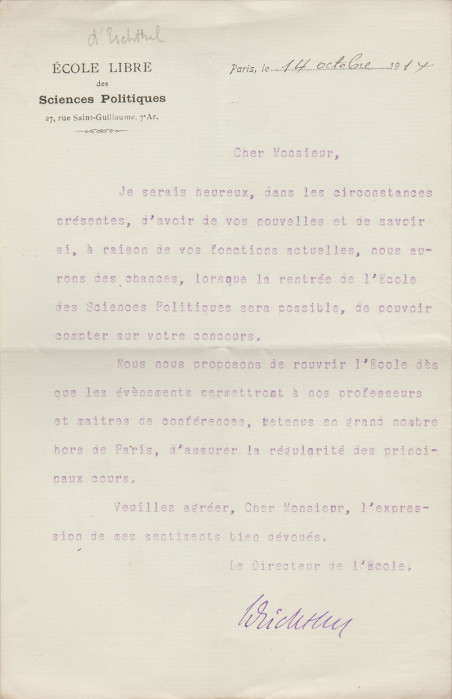 d'Eichthal
ÉCOLE LIBRE
des
Sciences Politiques
27, rue Saint-Guillaume, 7ᵉ Ar.
Paris, le 14 octobre 1914
Cher Monsieur,
Je serais heureux, dans les circonstances
présentes, d'avoir de vos nouvelles et de savoir
si, à raison de vos fonctions actuelles, nous au-
rons des chances, lorsque la rentrée de l'Ecole
des Sciences Politiques sera possible, de pouvoir
compter sur votre concours.
Nous nous proposons de rouvrir l'Ecole dès
que les évènements permettront à nos professeurs
et maîtres de conférences, retenus en grand nombre
hors de Paris, d'assurer la régularité des princi-
paux cours.
Veuillez agréer, Cher Monsieur, l'expres-
sion de mes sentiments bien dévoués.
Le Directeur de l'Ecole.
Eichthal